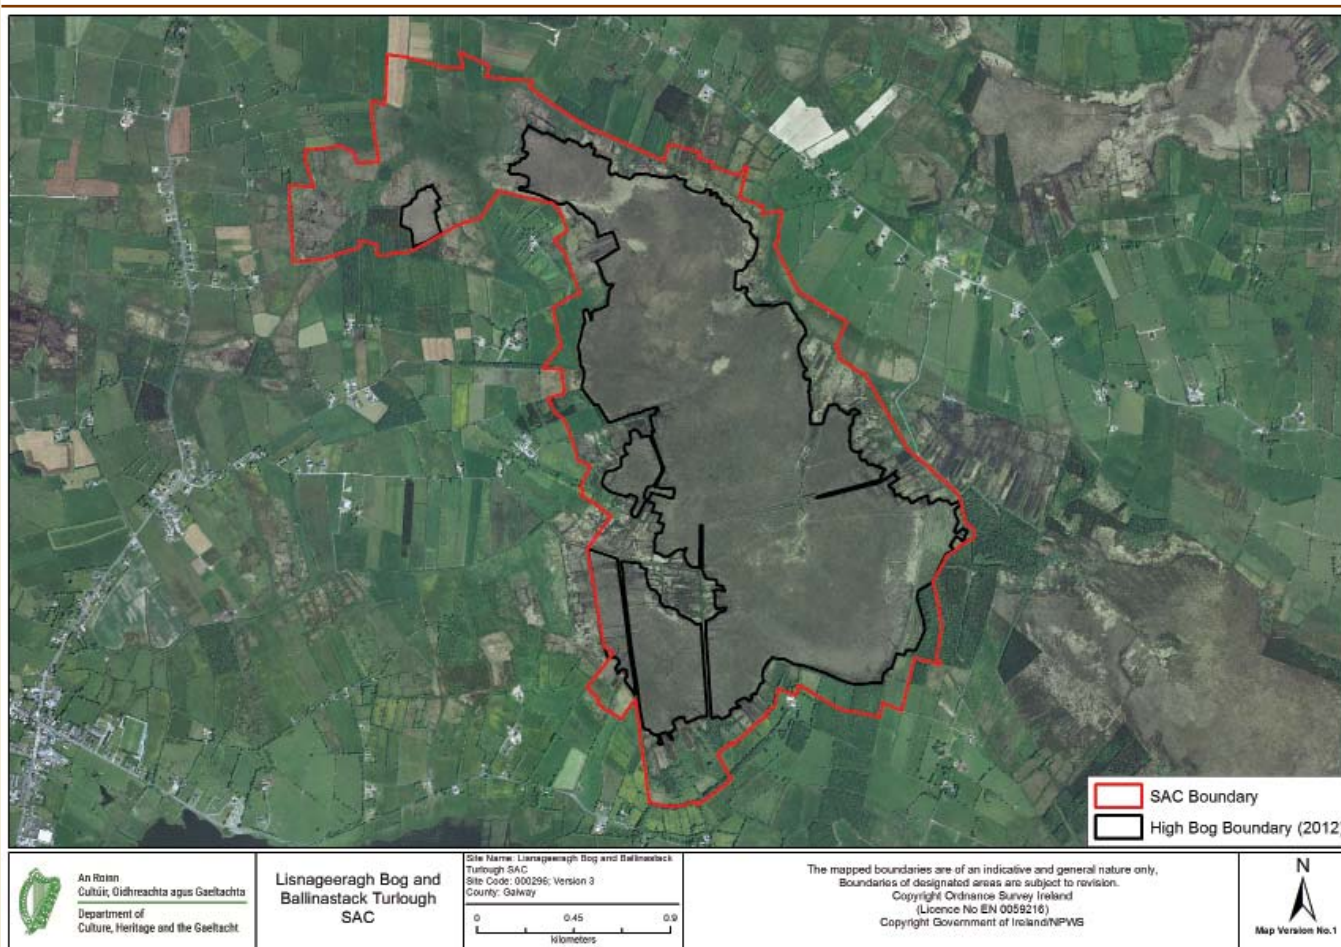 SAC Boundary
High Bog Boundary (2012)
An Roinn
Cultúir, Oidhreachta agus Gaeltachta
Department of
Culture, Heritage and the Gaeltacht
Lisnageeragh Bog and
Ballinastack Turlough
SAC
Site Name: Lisnageeragh Bog and Ballinastack
Turlough SAC
Site Code: 000296; Version 3
County: Galway
0 0.45 0.9
kilometers
The mapped boundaries are of an indicative and general nature only,
Boundaries of designated areas are subject to revision.
Copyright Ordnance Survey Ireland
(Licence No EN 0059216)
Copyright Government of Ireland/NPWS
N
Map Version No.1